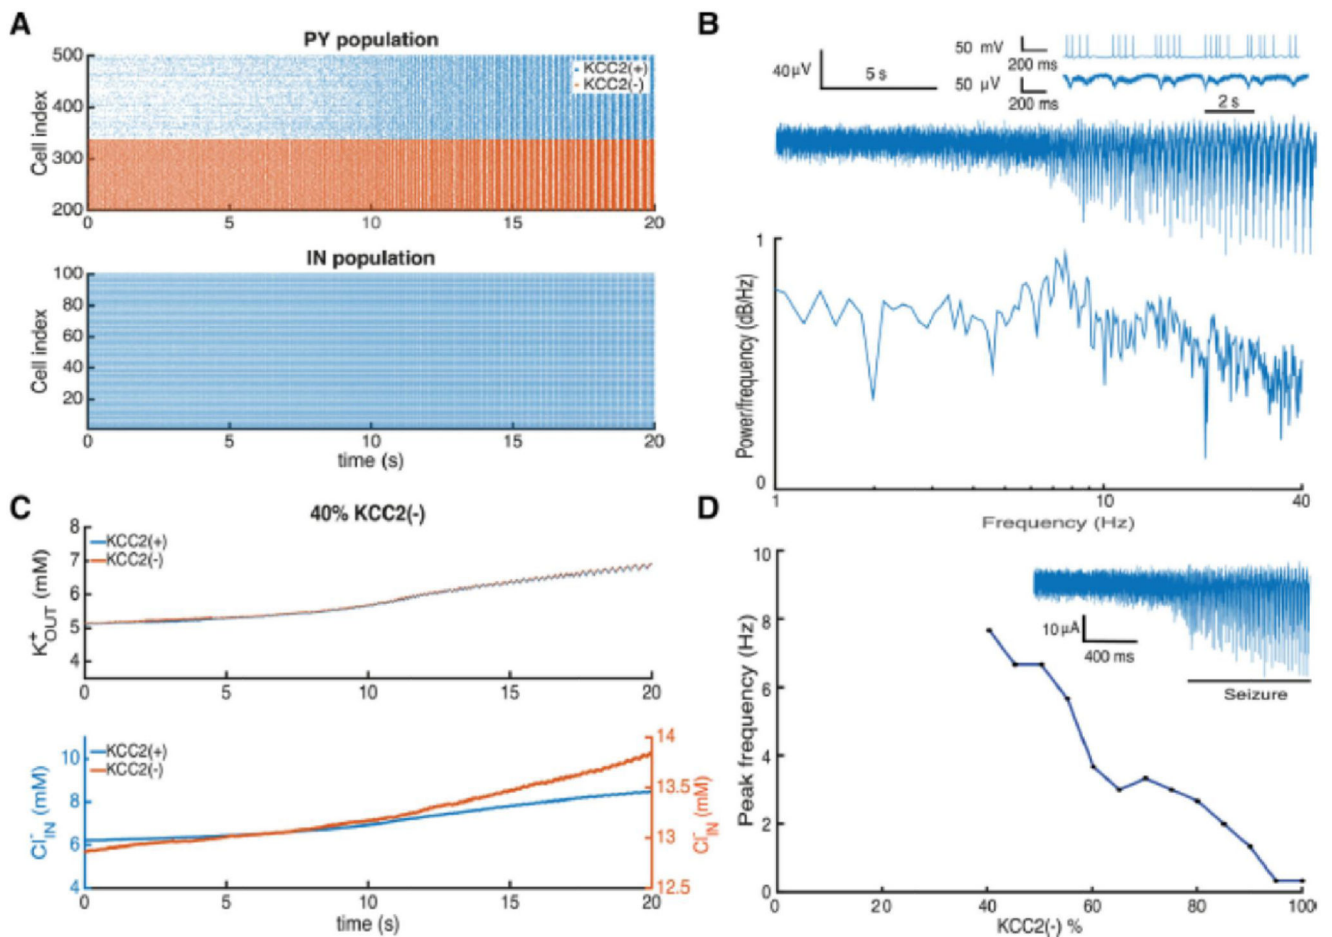 A
PY population
500
400
300
200
Cell index
KCC2(+)
KCC2(-)
0
5
10
15
20
IN population
100
80
60
40
20
Cell index
0
5
10
15
20
time (s)
B
40 µV
5 s
50 mV
200 ms
50 µV
200 ms
2 s
1
0
Power/frequency (dB/Hz)
1
10
40
Frequency (Hz)
C
40% KCC2(-)
8
7
6
5
4
K+OUT (mM)
KCC2(+)
KCC2(-)
0
5
10
15
20
10
8
6
4
Cl-IN (mM)
KCC2(+)
KCC2(-)
14
13.5
13
12.5
Cl-IN (mM)
0
5
10
15
20
time (s)
D
10
8
6
4
2
0
Peak frequency (Hz)
10 µA
400 ms
Seizure
0
20
40
60
80
100
KCC2(-) %